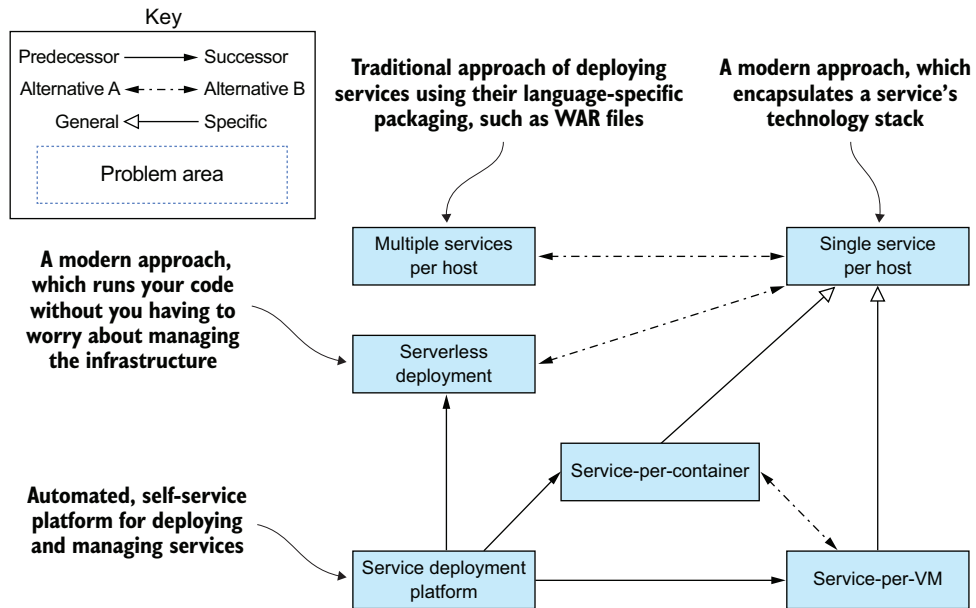 Key
Predecessor
Successor
Alternative A
Alternative B
General
Specific
Problem area
Traditional approach of deploying
services using their language-specific
packaging, such as WAR files
A modern approach, which
encapsulates a service's
technology stack
Multiple services
per host
Single service
per host
A modern approach,
which runs your code
without you having to
worry about managing
the infrastructure
Serverless
deployment
Service-per-container
Automated, self-service
platform for deploying
and managing services
Service deployment
platform
Service-per-VM